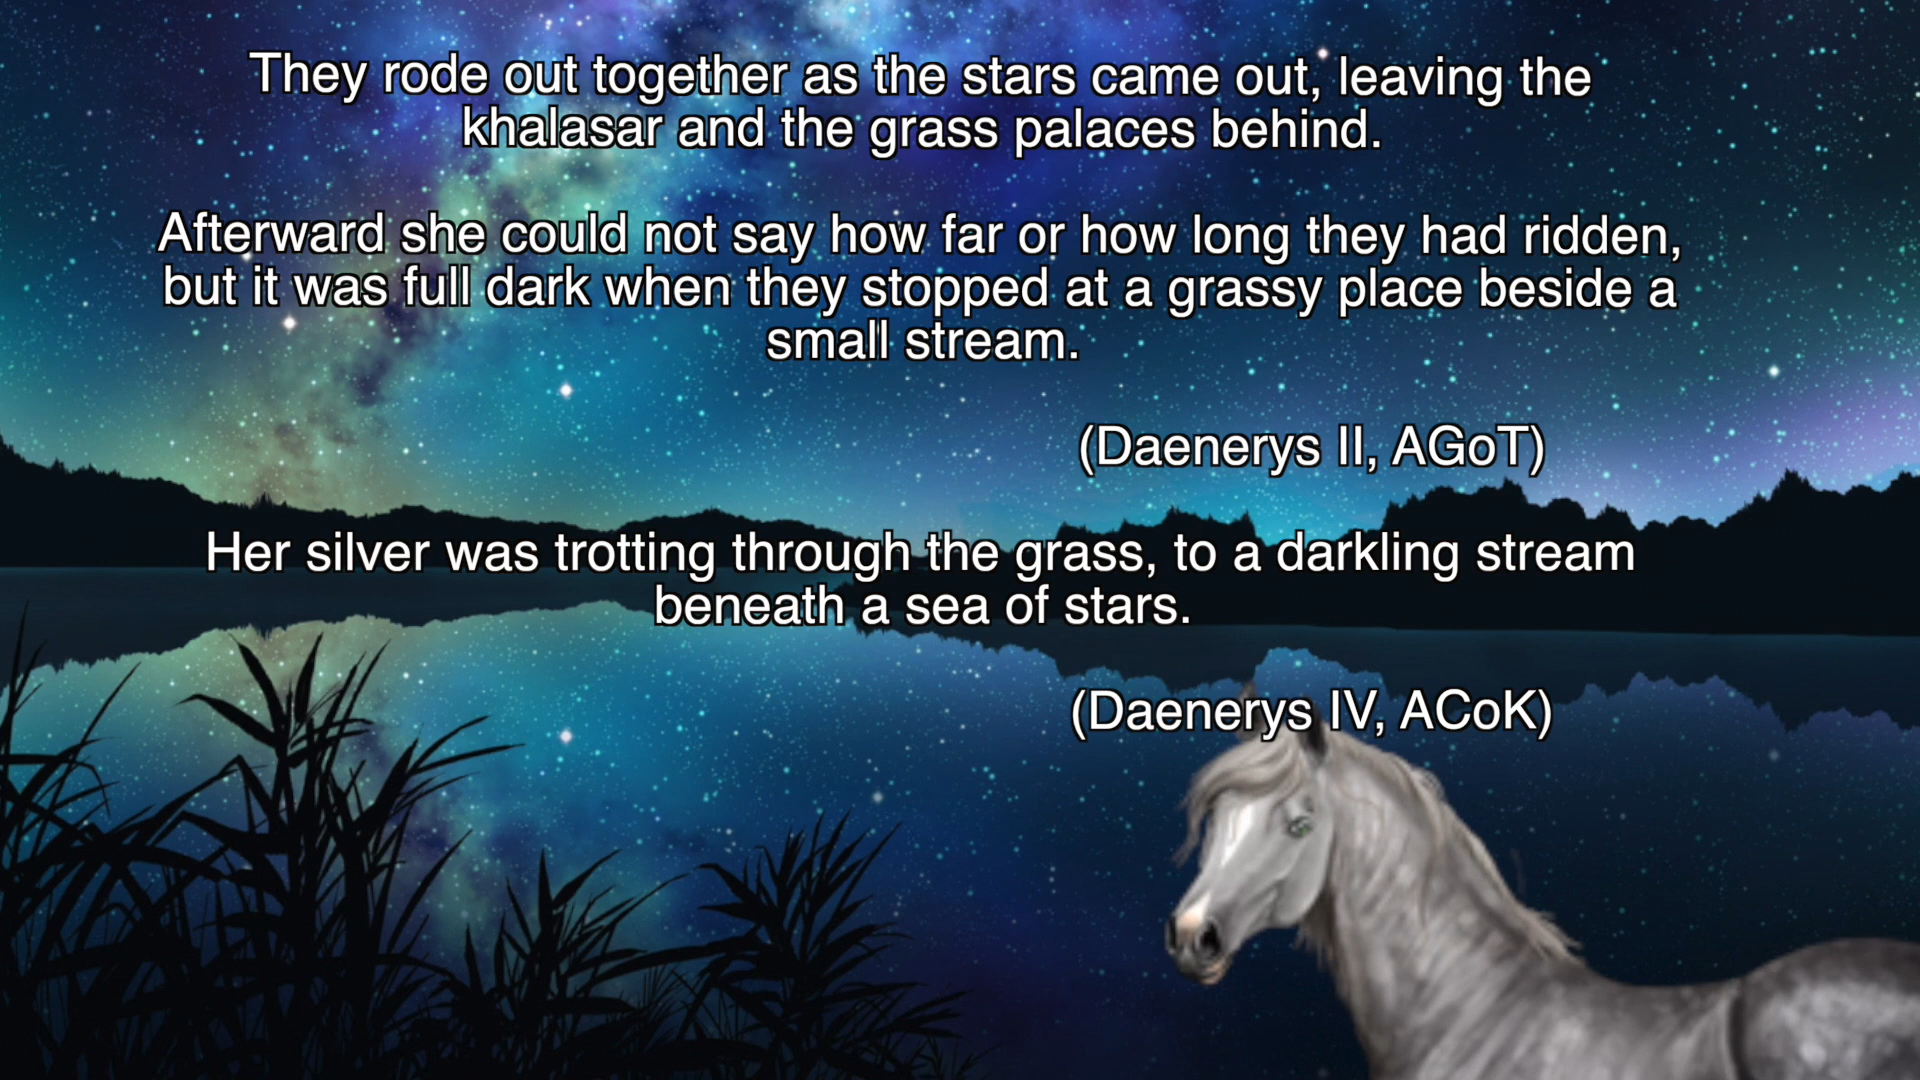 They rode out together as the stars came out, leaving the
khalasar and the grass palaces behind.
Afterward she could not say how far or how long they had ridden,
but it was full dark when they stopped at a grassy place beside a
small stream.
(Daenerys II, AGoT)
Her silver was trotting through the grass, to a darkling stream
beneath a sea of stars.
(Daenerys IV, ACoK)